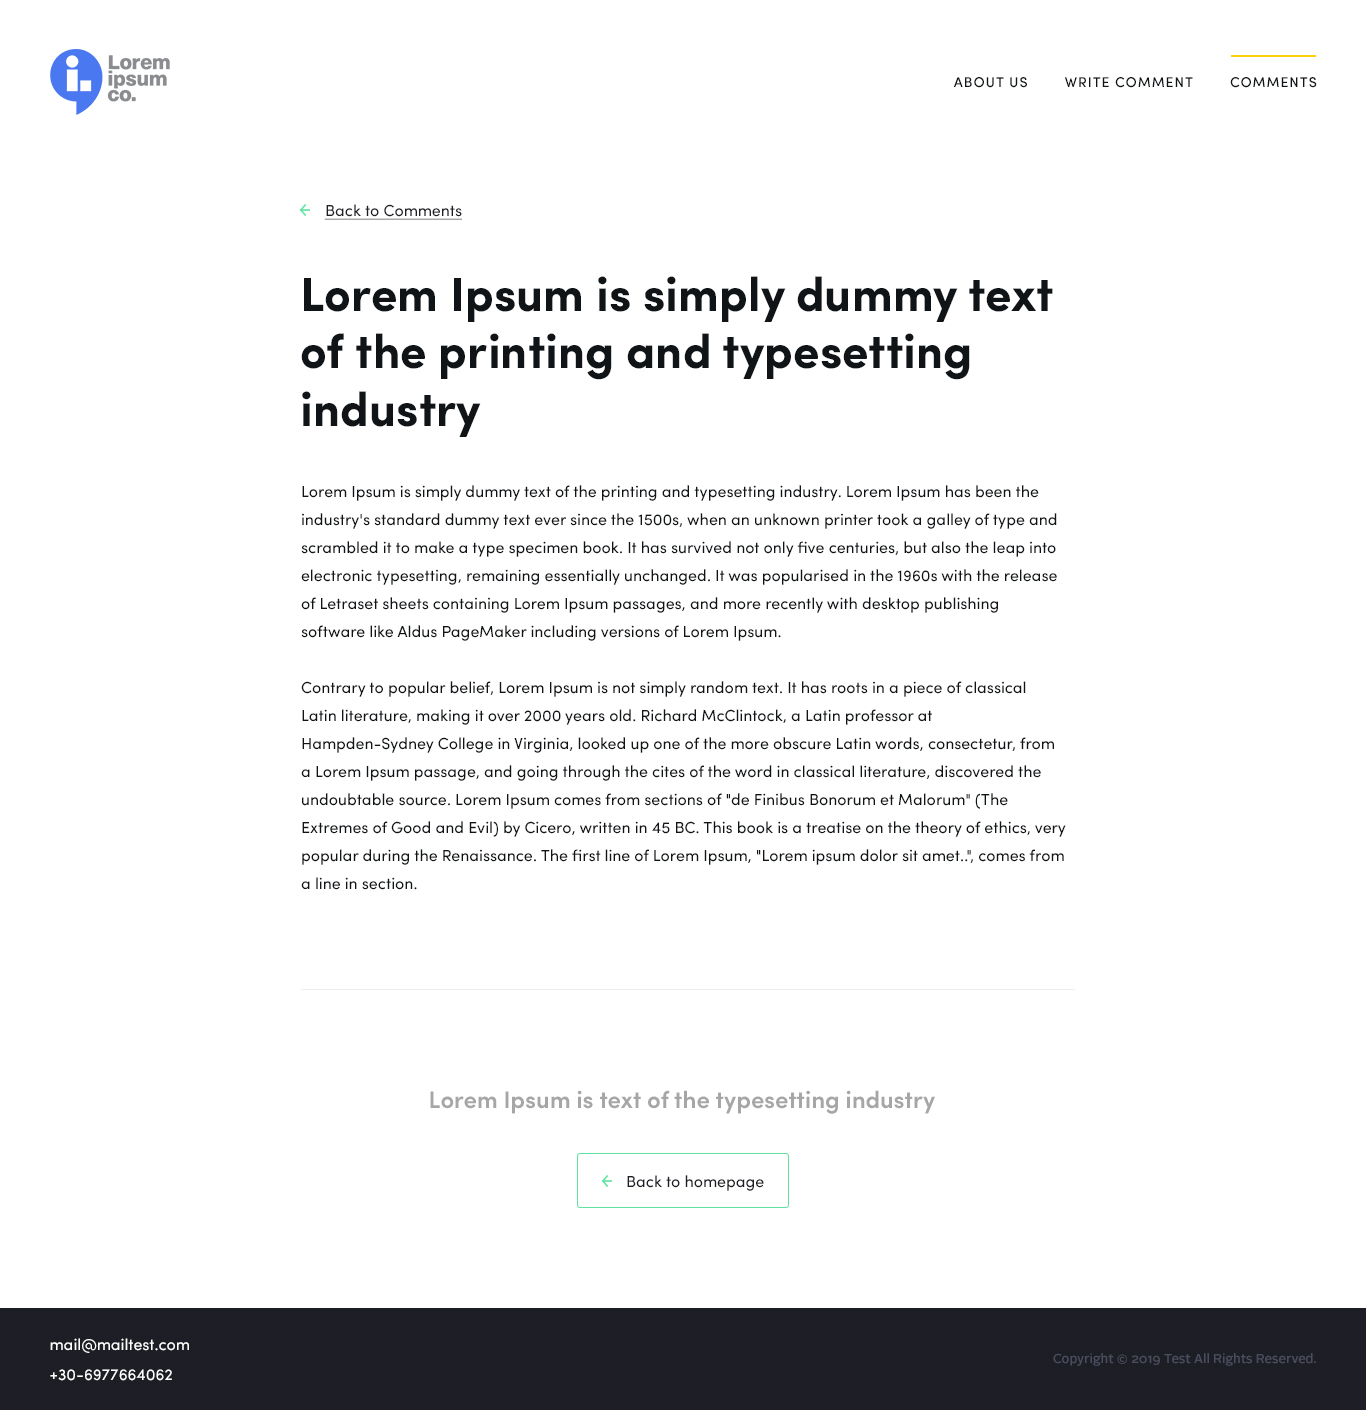 Lorem
ipsum
co.
ABOUT US WRITE COMMENT COMMENTS
Back to Comments
Lorem Ipsum is simply dummy text
of the printing and typesetting
industry
Lorem Ipsum is simply dummy text of the printing and typesetting industry. Lorem Ipsum has been the
industry's standard dummy text ever since the 1500s, when an unknown printer took a galley of type and
scrambled it to make a type specimen book. It has survived not only five centuries, but also the leap into
electronic typesetting, remaining essentially unchanged. It was popularised in the 1960s with the release
of Letraset sheets containing Lorem Ipsum passages, and more recently with desktop publishing
software like Aldus PageMaker including versions of Lorem Ipsum.
Contrary to popular belief, Lorem Ipsum is not simply random text. It has roots in a piece of classical
Latin literature, making it over 2000 years old. Richard McClintock, a Latin professor at
Hampden-Sydney College in Virginia, looked up one of the more obscure Latin words, consectetur, from
a Lorem Ipsum passage, and going through the cites of the word in classical literature, discovered the
undoubtable source. Lorem Ipsum comes from sections of "de Finibus Bonorum et Malorum" (The
Extremes of Good and Evil) by Cicero, written in 45 BC. This book is a treatise on the theory of ethics, very
popular during the Renaissance. The first line of Lorem Ipsum, "Lorem ipsum dolor sit amet..", comes from
a line in section.
Lorem Ipsum is text of the typesetting industry
Back to homepage
mail@mailtest.com
+30-6977664062
Copyright © 2019 Test All Rights Reserved.